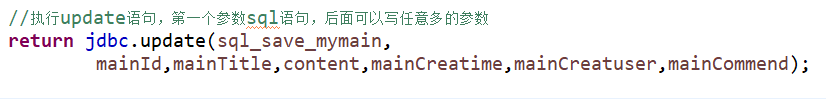 //执行update语句，第一个参数sql语句，后面可以写任意多的参数
return jdbc.update(sql_save_mymain,
mainId,mainTitle,content,mainCreatime,mainCreatuser,mainCommend);